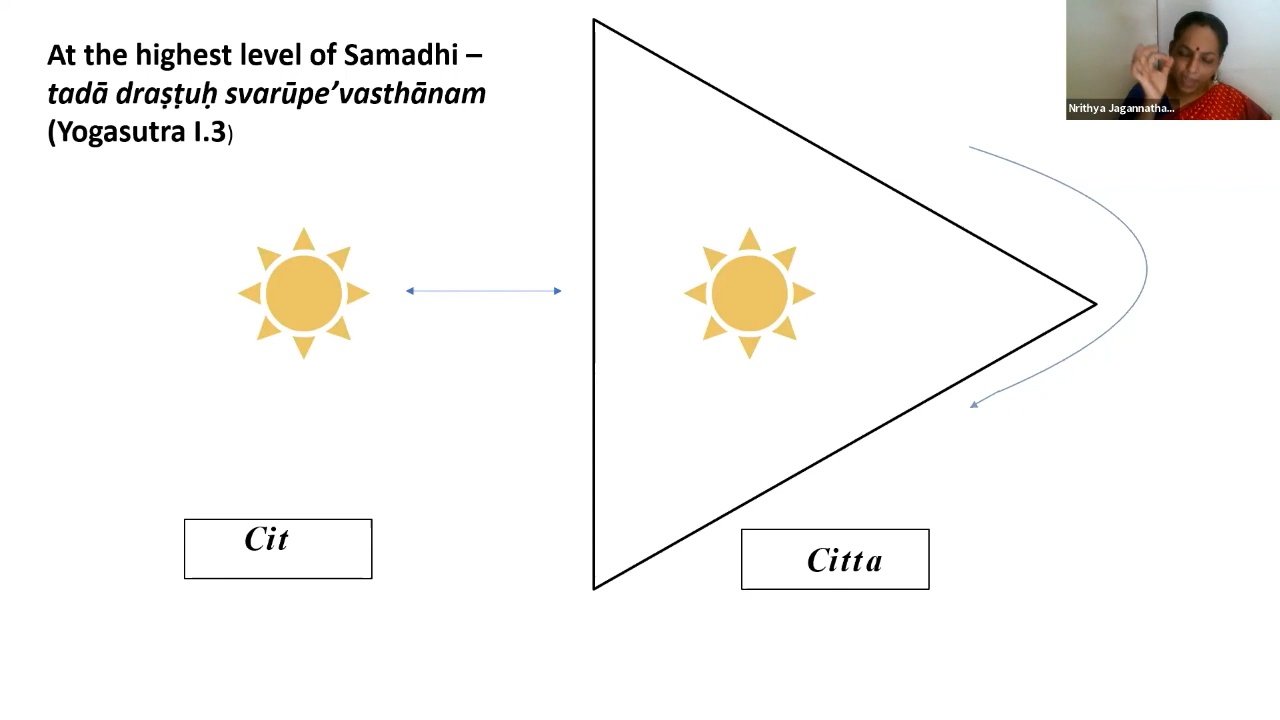 At the highest level of Samadhi –
tadā draṣṭuḥ svarūpe’vasthānam
(Yogasutra I.3)
Nrithya Jagannatha...
Cit
Citta